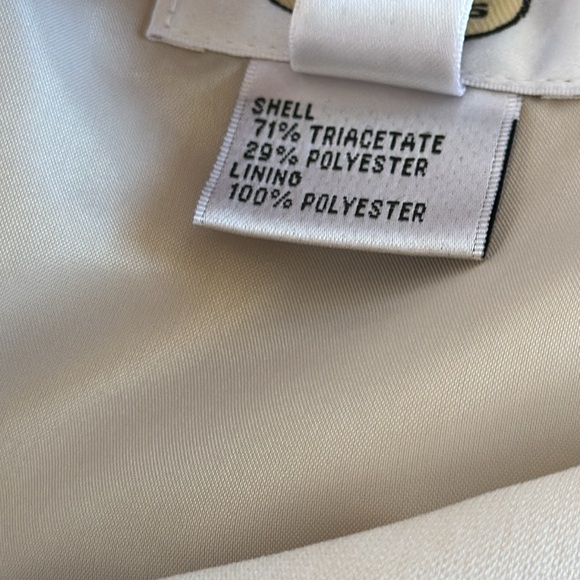 SHELL
71% TRIACETATE
29% POLYESTER
LINING
100% POLYESTER